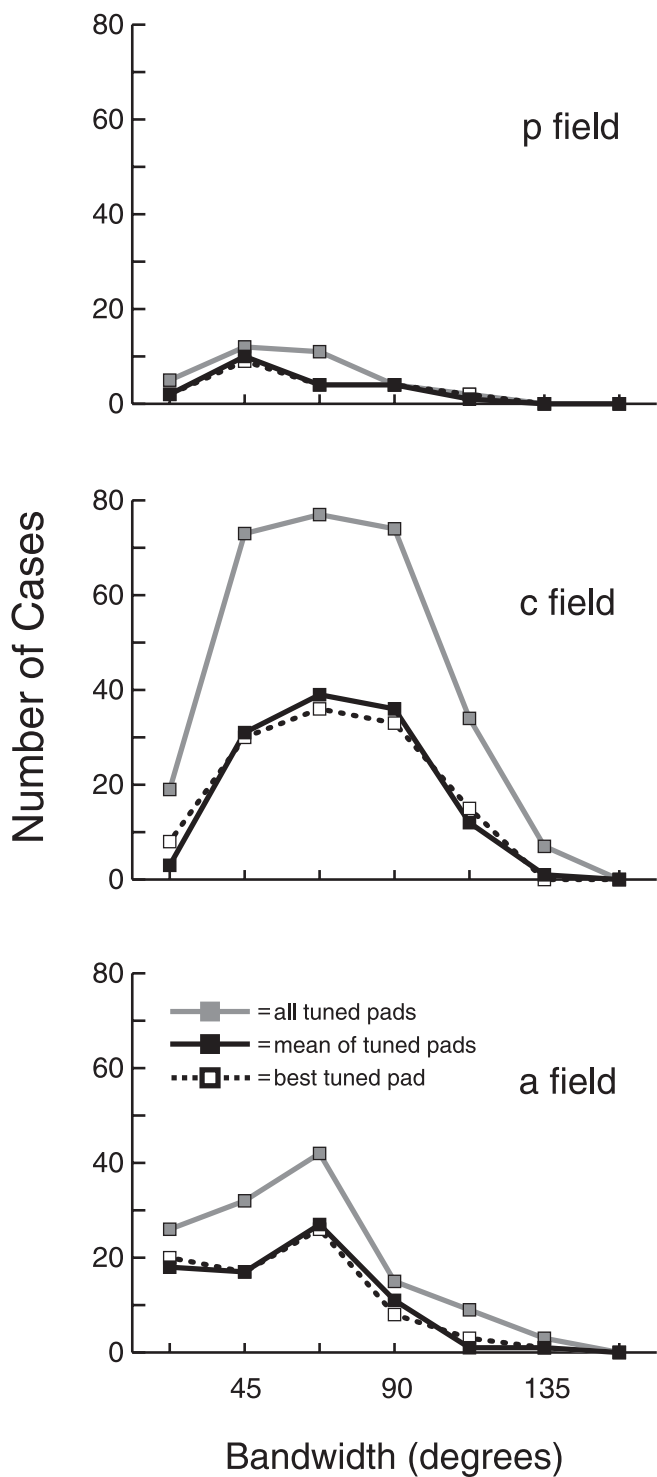 80
60
40
20
0
p field
80
60
40
20
0
c field
Number of Cases
80
60
40
20
0
=all tuned pads
=mean of tuned pads
=best tuned pad
a field
45 90 135
Bandwidth (degrees)